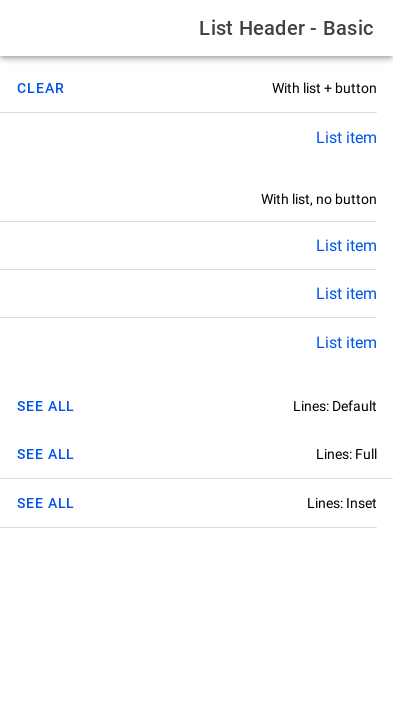 List Header - Basic
With list + button
CLEAR
List item
With list, no button
List item
List item
List item
Lines: Default
SEE ALL
Lines: Full
SEE ALL
Lines: Inset
SEE ALL